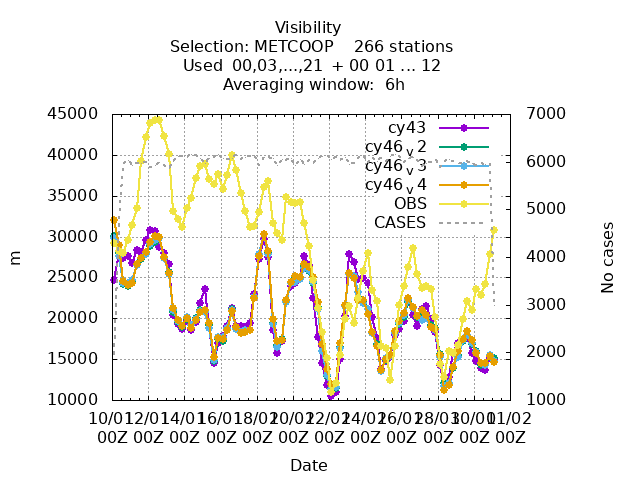 Visibility
Selection: METCOOP 266 stations
Used 00,03,...,21 + 00 01 ... 12
Averaging window: 6h
45000
40000
35000
30000
25000
20000
15000
10000
m
7000
6000
5000
4000
3000
2000
1000
No cases
cy43
cy46_v2
cy46_v3
cy46_v4
OBS
CASES
10/01 12/01 14/01 16/01 18/01 20/01 22/01 24/01 26/01 28/01 30/01 01/02
00Z 00Z 00Z 00Z 00Z 00Z 00Z 00Z 00Z 00Z 00Z 00Z
Date